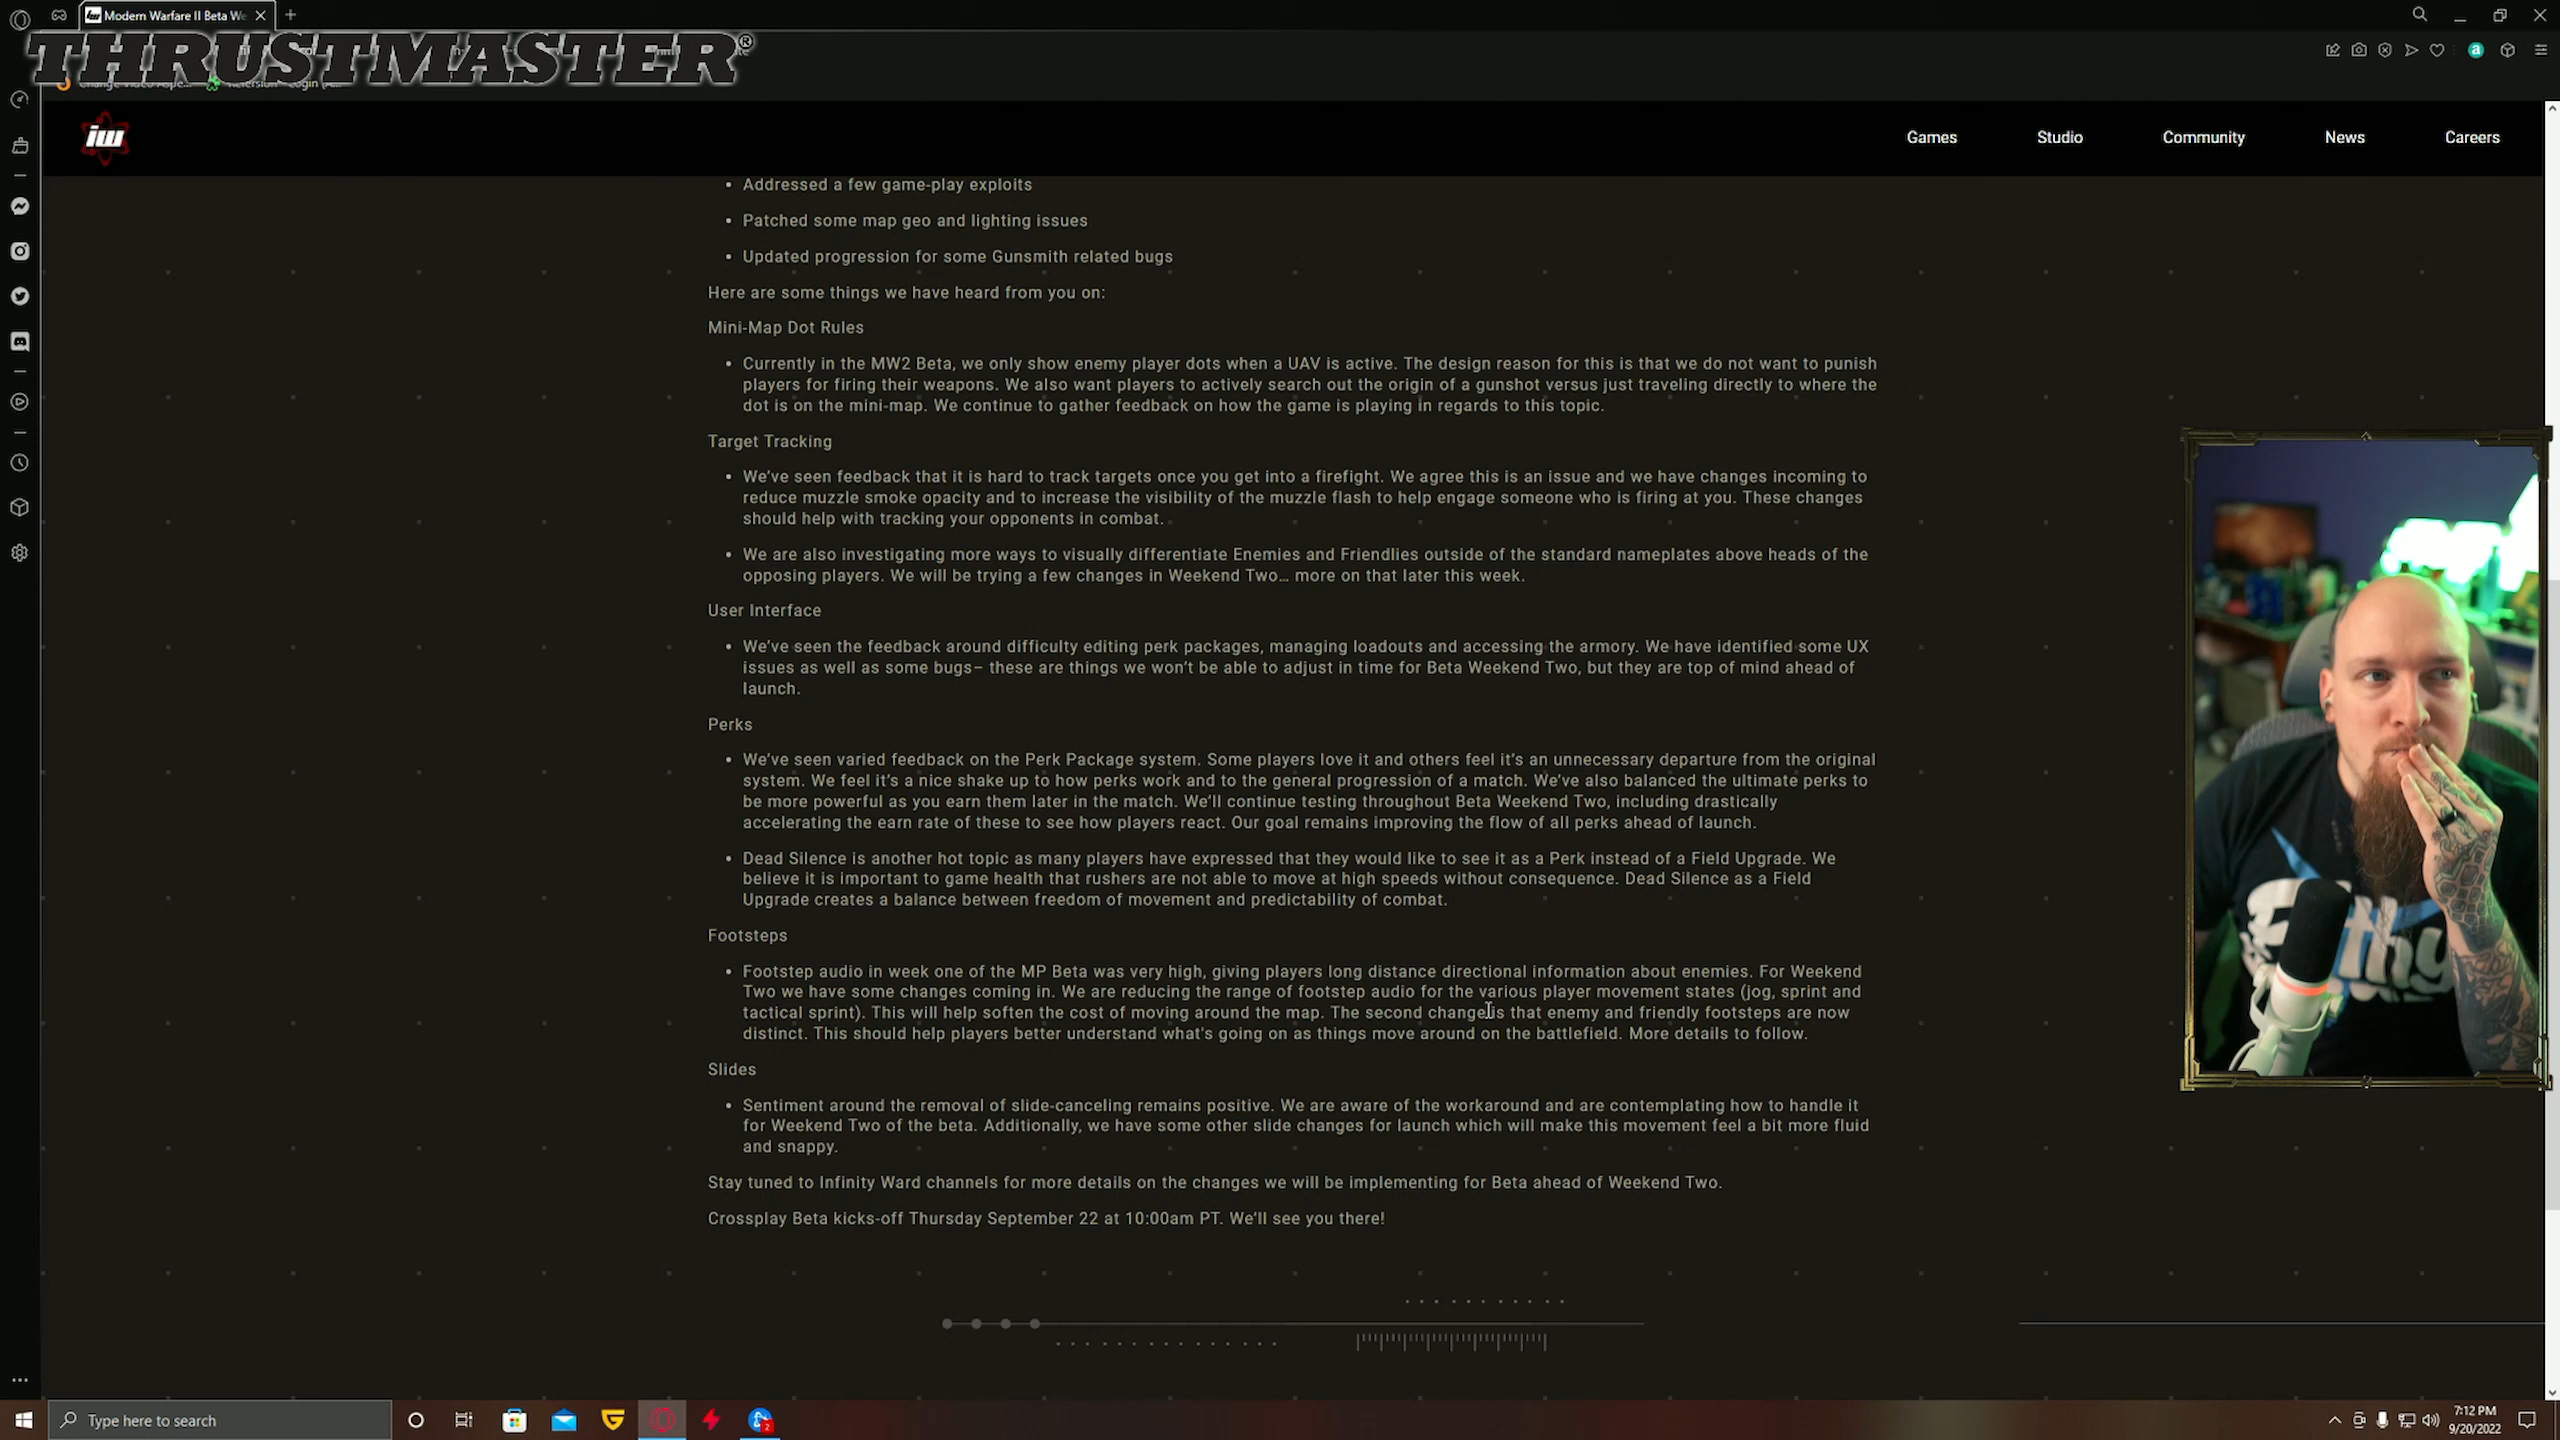 Modern Warfare II Beta We
THRUSTMASTER®
iw
Games
Studio
Community
News
Careers
• Addressed a few game-play exploits
• Patched some map geo and lighting issues
• Updated progression for some Gunsmith related bugs
Here are some things we have heard from you on:
Mini-Map Dot Rules
• Currently in the MW2 Beta, we only show enemy player dots when a UAV is active. The design reason for this is that we do not want to punish
players for firing their weapons. We also want players to actively search out the origin of a gunshot versus just traveling directly to where the
dot is on the mini-map. We continue to gather feedback on how the game is playing in regards to this topic.
Target Tracking
• We've seen feedback that it is hard to track targets once you get into a firefight. We agree this is an issue and we have changes incoming to
reduce muzzle smoke opacity and to increase the visibility of the muzzle flash to help engage someone who is firing at you. These changes
should help with tracking your opponents in combat.
• We are also investigating more ways to visually differentiate Enemies and Friendlies outside of the standard nameplates above heads of the
opposing players. We will be trying a few changes in Weekend Two… more on that later this week.
User Interface
• We've seen the feedback around difficulty editing perk packages, managing loadouts and accessing the armory. We have identified some UX
issues as well as some bugs– these are things we won't be able to adjust in time for Beta Weekend Two, but they are top of mind ahead of
launch.
Perks
• We've seen varied feedback on the Perk Package system. Some players love it and others feel it's an unnecessary departure from the original
system. We feel it's a nice shake up to how perks work and to the general progression of a match. We've also balanced the ultimate perks to
be more powerful as you earn them later in the match. We'll continue testing throughout Beta Weekend Two, including drastically
accelerating the earn rate of these to see how players react. Our goal remains improving the flow of all perks ahead of launch.
• Dead Silence is another hot topic as many players have expressed that they would like to see it as a Perk instead of a Field Upgrade. We
believe it is important to game health that rushers are not able to move at high speeds without consequence. Dead Silence as a Field
Upgrade creates a balance between freedom of movement and predictability of combat.
Footsteps
• Footstep audio in week one of the MP Beta was very high, giving players long distance directional information about enemies. For Weekend
Two we have some changes coming in. We are reducing the range of footstep audio for the various player movement states (jog, sprint and
tactical sprint). This will help soften the cost of moving around the map. The second change is that enemy and friendly footsteps are now
distinct. This should help players better understand what's going on as things move around on the battlefield. More details to follow.
Slides
• Sentiment around the removal of slide-canceling remains positive. We are aware of the workaround and are contemplating how to handle it
for Weekend Two of the beta. Additionally, we have some other slide changes for launch which will make this movement feel a bit more fluid
and snappy.
Stay tuned to Infinity Ward channels for more details on the changes we will be implementing for Beta ahead of Weekend Two.
Crossplay Beta kicks-off Thursday September 22 at 10:00am PT. We'll see you there!
Type here to search
7:12 PM
9/20/2022